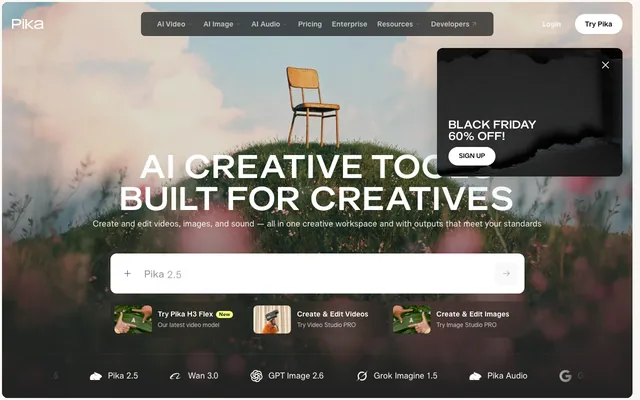 Pika
AI Video
AI Image
AI Audio
Pricing
Enterprise
Resources
Developers
Login
Try Pika
BLACK FRIDAY
60% OFF!
SIGN UP
AI CREATIVE
BUILT FOR CREATIVES
Create and edit videos, images, and sound — all in one creative workspace and with outputs that meet your standards
Pika 2.5
Try Pika H3 Flex New
Our latest video model
Create & Edit Videos
Try Video Studio PRO
Create & Edit Images
Try Image Studio PRO
Pika 2.5
Wan 3.0
GPT Image 2.6
Grok Imagine 1.5
Pika Audio